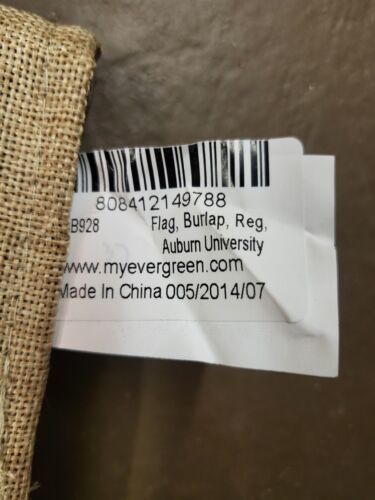 808412149788
B928 Flag, Burlap, Reg,
Auburn University
www.myevergreen.com
Made In China 005/2014/07